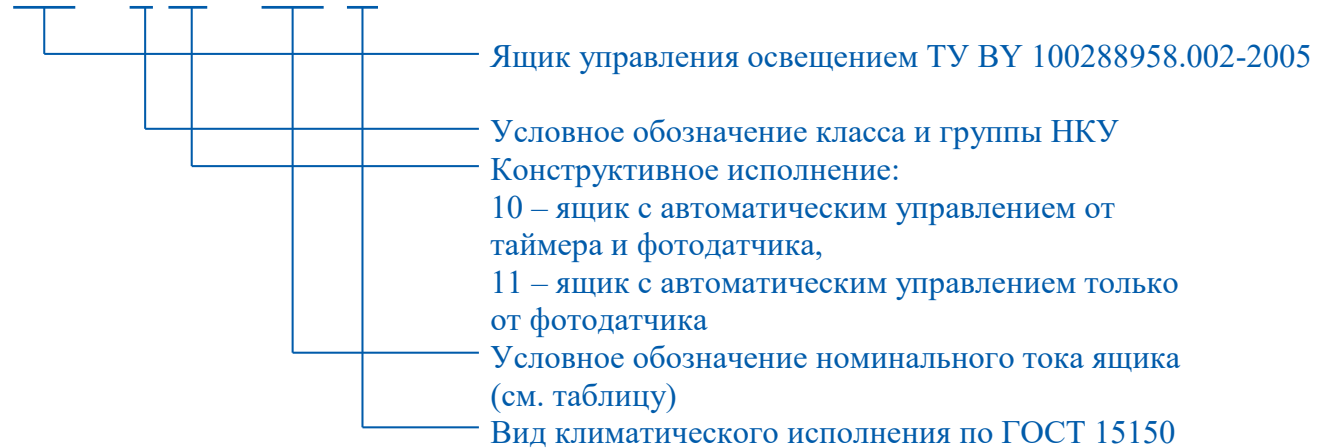 Ящик управления освещением ТУ BY 100288958.002-2005
Условное обозначение класса и группы НКУ
Конструктивное исполнение:
10 – ящик с автоматическим управлением от
таймера и фотодатчика,
11 – ящик с автоматическим управлением только
от фотодатчика
Условное обозначение номинального тока ящика
(см. таблицу)
Вид климатического исполнения по ГОСТ 15150